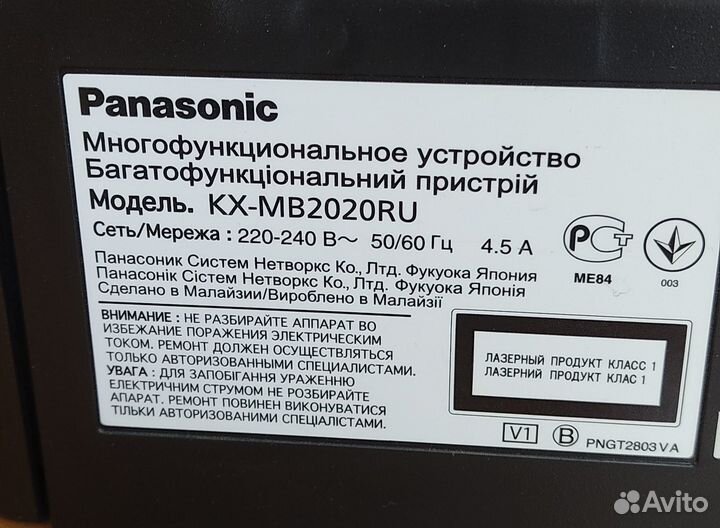 Panasonic
Многофункциональное устройство
Багатофункціональний пристрій
Модель. KX-MB2020RU
Сеть/Мережа : 220-240 В~ 50/60 Гц 4.5 А
Панасоник Систем Нетворкс Ко., Лтд. Фукуока Япония
Панасонік Сістем Нетворкс Ко., Лтд. Фукуока Японія
Сделано в Малайзии/Вироблено в Малайзії
РСТ
ME84
003
ВНИМАНИЕ : НЕ РАЗБИРАЙТЕ АППАРАТ ВО
ИЗБЕЖАНИЕ ПОРАЖЕНИЯ ЭЛЕКТРИЧЕСКИМ
ТОКОМ. РЕМОНТ ДОЛЖЕН ОСУЩЕСТВЛЯТЬСЯ
ТОЛЬКО АВТОРИЗОВАННЫМИ СПЕЦИАЛИСТАМИ.
УВАГА : ДЛЯ ЗАПОБІГАННЯ УРАЖЕННЮ
ЕЛЕКТРИЧНИМ СТРУМОМ НЕ РОЗБИРАЙТЕ
АПАРАТ. РЕМОНТ ПОВИНЕН ВИКОНУВАТИСЯ
ТІЛЬКИ АВТОРИЗОВАНИМИ СПЕЦІАЛІСТАМИ.
ЛАЗЕРНЫЙ ПРОДУКТ КЛАСС 1
ЛАЗЕРНИЙ ПРОДУКТ КЛАС 1
V1 B PNGT2803VA
Avito